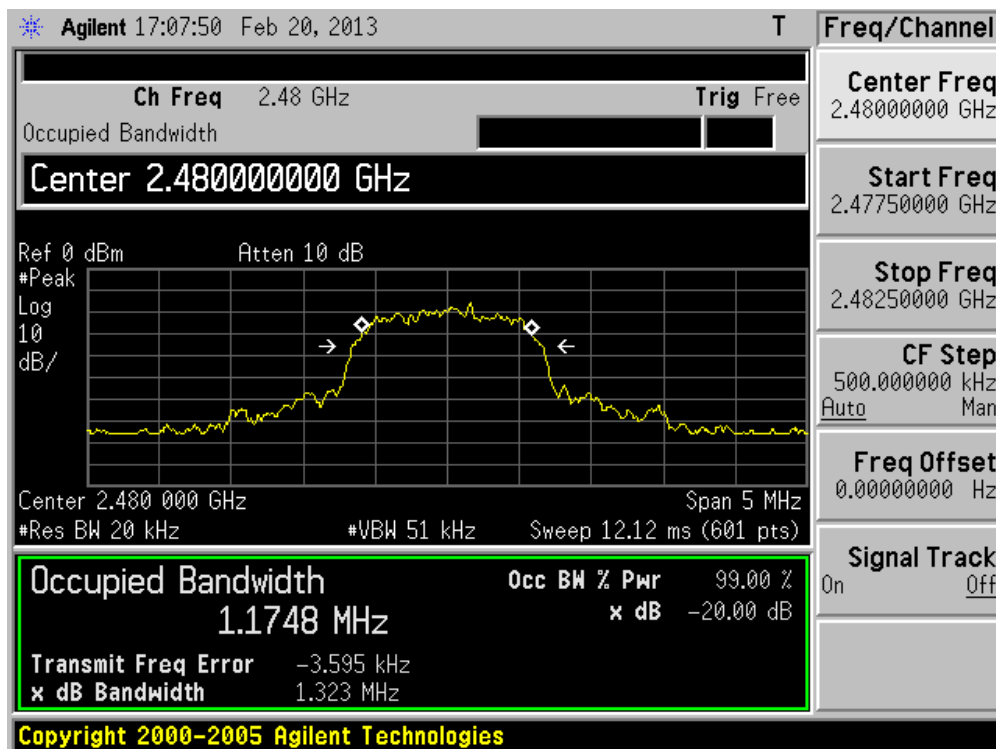 Agilent 17:07:50 Feb 20, 2013 T
Freq/Channel
Ch Freq 2.48 GHz Trig Free
Occupied Bandwidth
Center 2.480000000 GHz
Ref 0 dBm Atten 10 dB
#Peak
Log
10
dB/
Center 2.480 000 GHz Span 5 MHz
#Res BW 20 kHz #VBW 51 kHz Sweep 12.12 ms (601 pts)
Occupied Bandwidth Occ BW % Pwr 99.00 %
1.1748 MHz x dB -20.00 dB
Transmit Freq Error -3.595 kHz
x dB Bandwidth 1.323 MHz
Copyright 2000-2005 Agilent Technologies
Center Freq
2.48000000 GHz
Start Freq
2.47750000 GHz
Stop Freq
2.48250000 GHz
CF Step
500.000000 kHz
Auto Man
Freq Offset
0.00000000 Hz
Signal Track
On Off